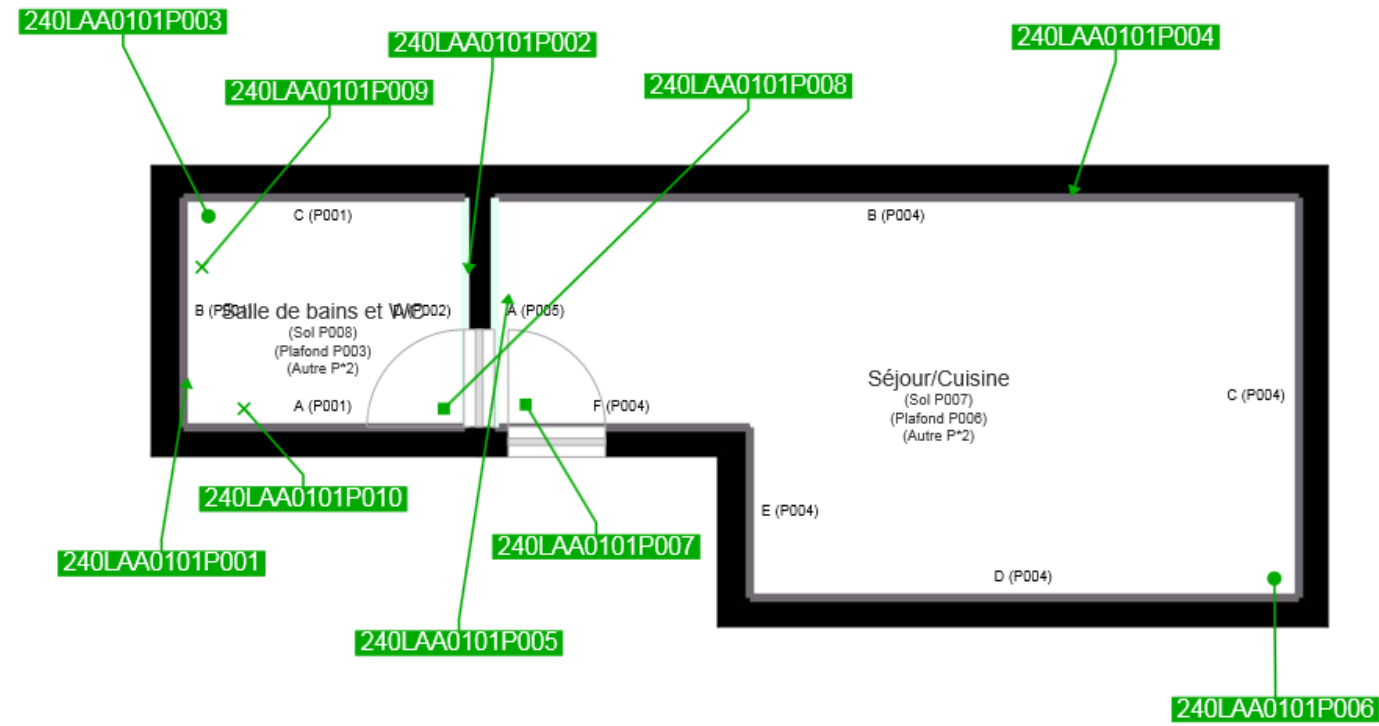 240LAA0101P003
240LAA0101P002
240LAA0101P004
240LAA0101P009
240LAA0101P008
C (P001)
B (P004)
B (P001)
Salle de bains et WC
D (P002)
(Sol P008)
(Plafond P003)
(Autre P*2)
A (P001)
A (P005)
F (P004)
Séjour/Cuisine
(Sol P007)
(Plafond P006)
(Autre P*2)
C (P004)
E (P004)
D (P004)
240LAA0101P010
240LAA0101P001
240LAA0101P007
240LAA0101P005
240LAA0101P006